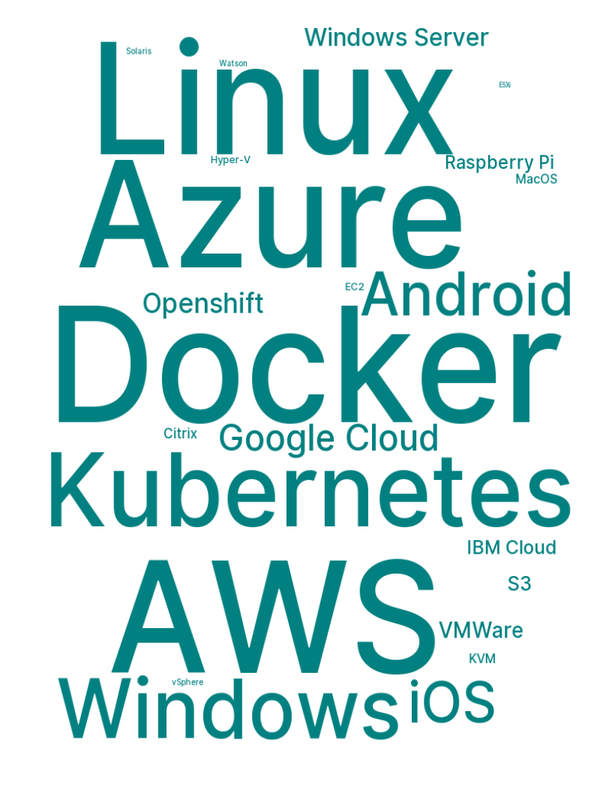 Windows Server
Solaris
Linux
Watson
ESXi
Hyper-V
Raspberry Pi
MacOS
Azure
EC2
Android
Openshift
Docker
Citrix
Google Cloud
Kubernetes
IBM Cloud
S3
AWS
VMWare
KVM
vSphere
Windows
iOS